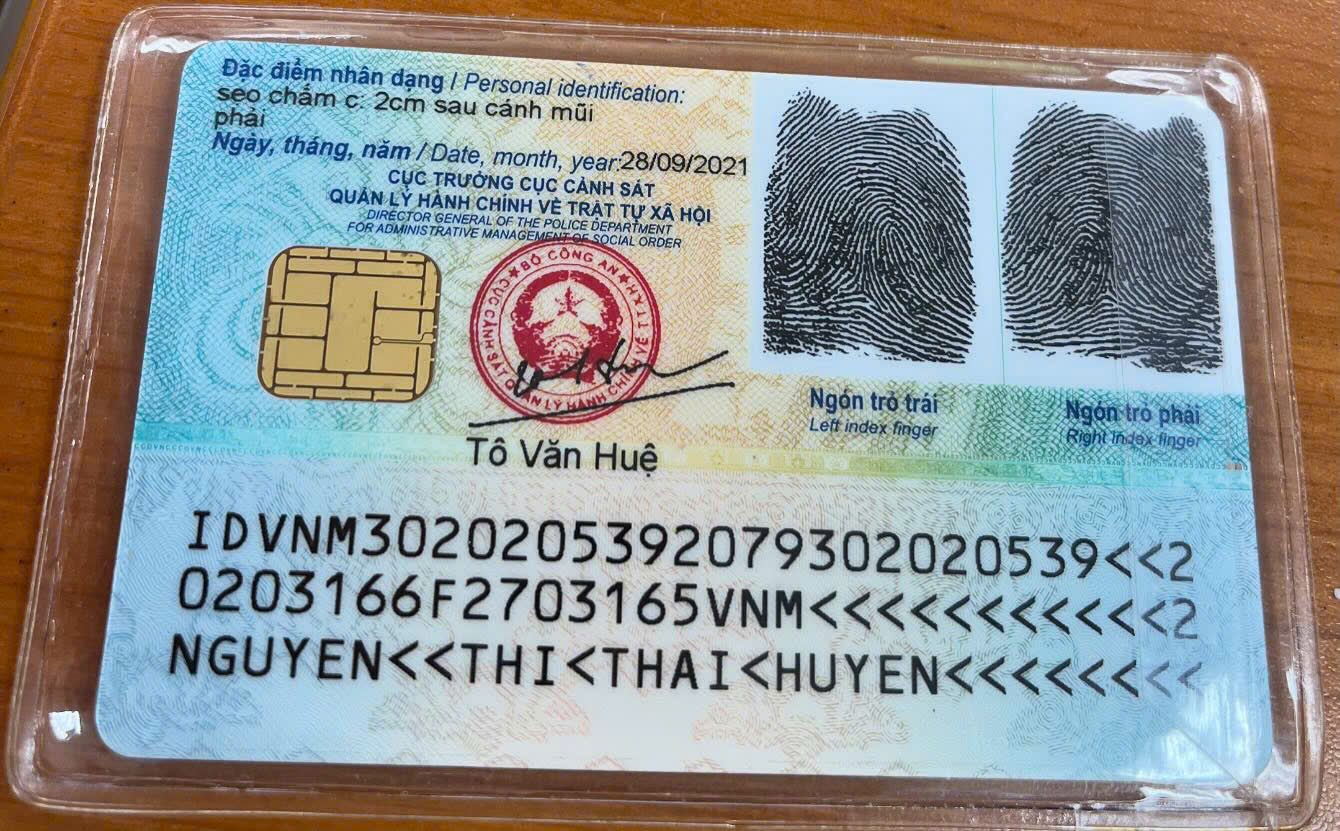 Đặc điểm nhân dạng / Personal identification:
sẹo chấm c. 2cm sau cánh mũi
phải
Ngày, tháng, năm / Date, month, year:28/09/2021
CỤC TRƯỞNG CỤC CẢNH SÁT
QUẢN LÝ HÀNH CHÍNH VỀ TRẬT TỰ XÃ HỘI
DIRECTOR GENERAL OF THE POLICE DEPARTMENT
FOR ADMINISTRATIVE MANAGEMENT OF SOCIAL ORDER
BỘ CÔNG AN
CỤC CẢNH SÁT QUẢN LÝ HÀNH CHÍNH VỀ TTXH
Tô Văn Huệ
Ngón trỏ trái
Left index finger
Ngón trỏ phải
Right index finger
IDVNM3020205392079302020539<<2
0203166F2703165VNM<<<<<<<<<<<2
NGUYEN<<THI<THAI<HUYEN<<<<<<<<